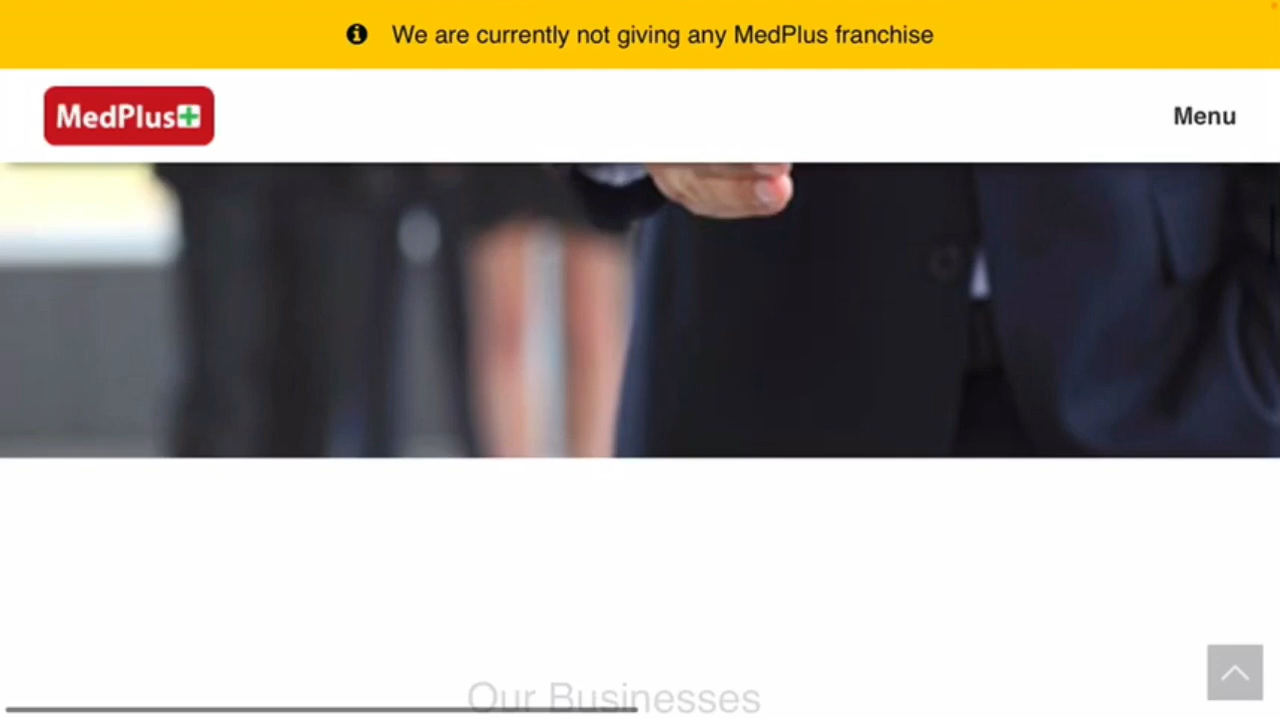 We are currently not giving any MedPlus franchise
MedPlus
Menu
Our Businesses